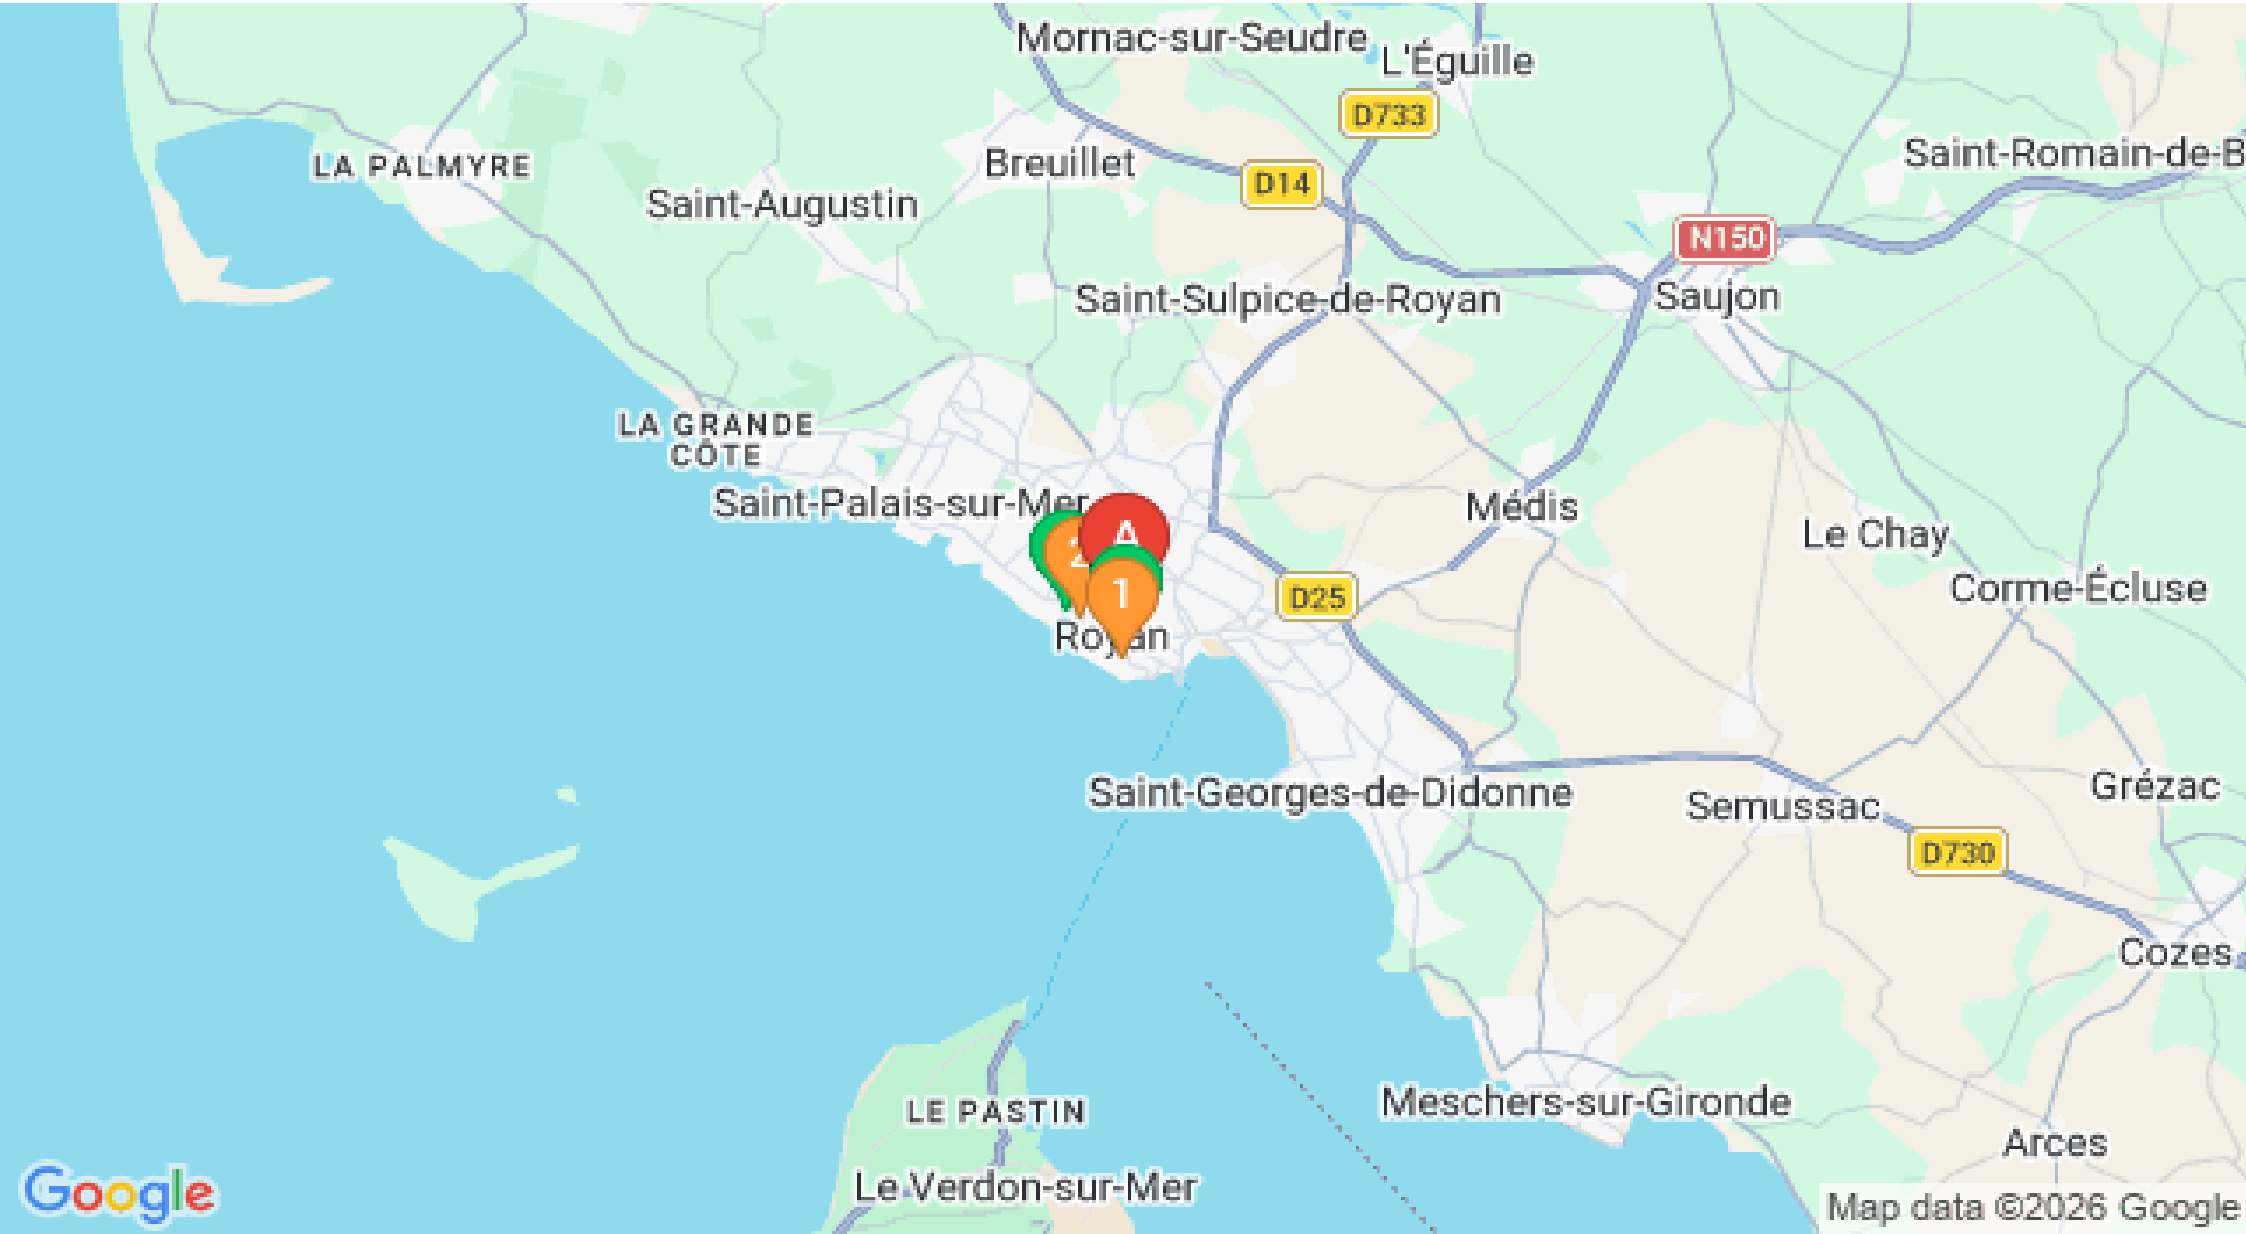 Mornac-sur-Seudre
L'Éguille
D733
Breuillet
Saint-Romain-de-B
LA PALMYRE
D14
Saint-Augustin
N150
Saint-Sulpice-de-Royan
Saujon
LA GRANDE
CÔTE
Saint-Palais-sur-Mer
Médis
A
Le Chay
2
1
D25
Corme-Écluse
Royan
Saint-Georges-de-Didonne
Grézac
Semussac
D730
Cozes
Meschers-sur-Gironde
LE PASTIN
Arces
Le Verdon-sur-Mer
Google
Map data ©2026 Google